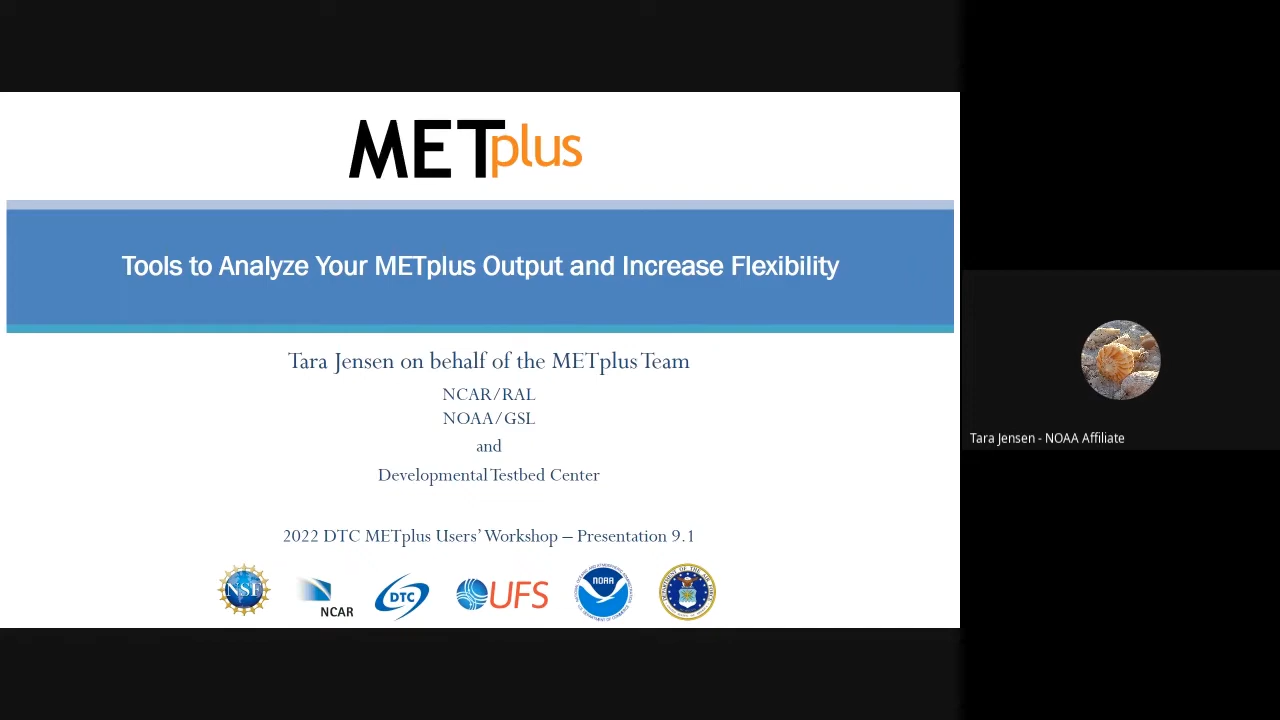 METplus
Tools to Analyze Your METplus Output and Increase Flexibility
Tara Jensen on behalf of the METplus Team
NCAR/RAL
NOAA/GSL
and
Developmental Testbed Center
2022 DTC METplus Users' Workshop – Presentation 9.1
NSF
NCAR
DTC
UFS
NOAA
Tara Jensen - NOAA Affiliate